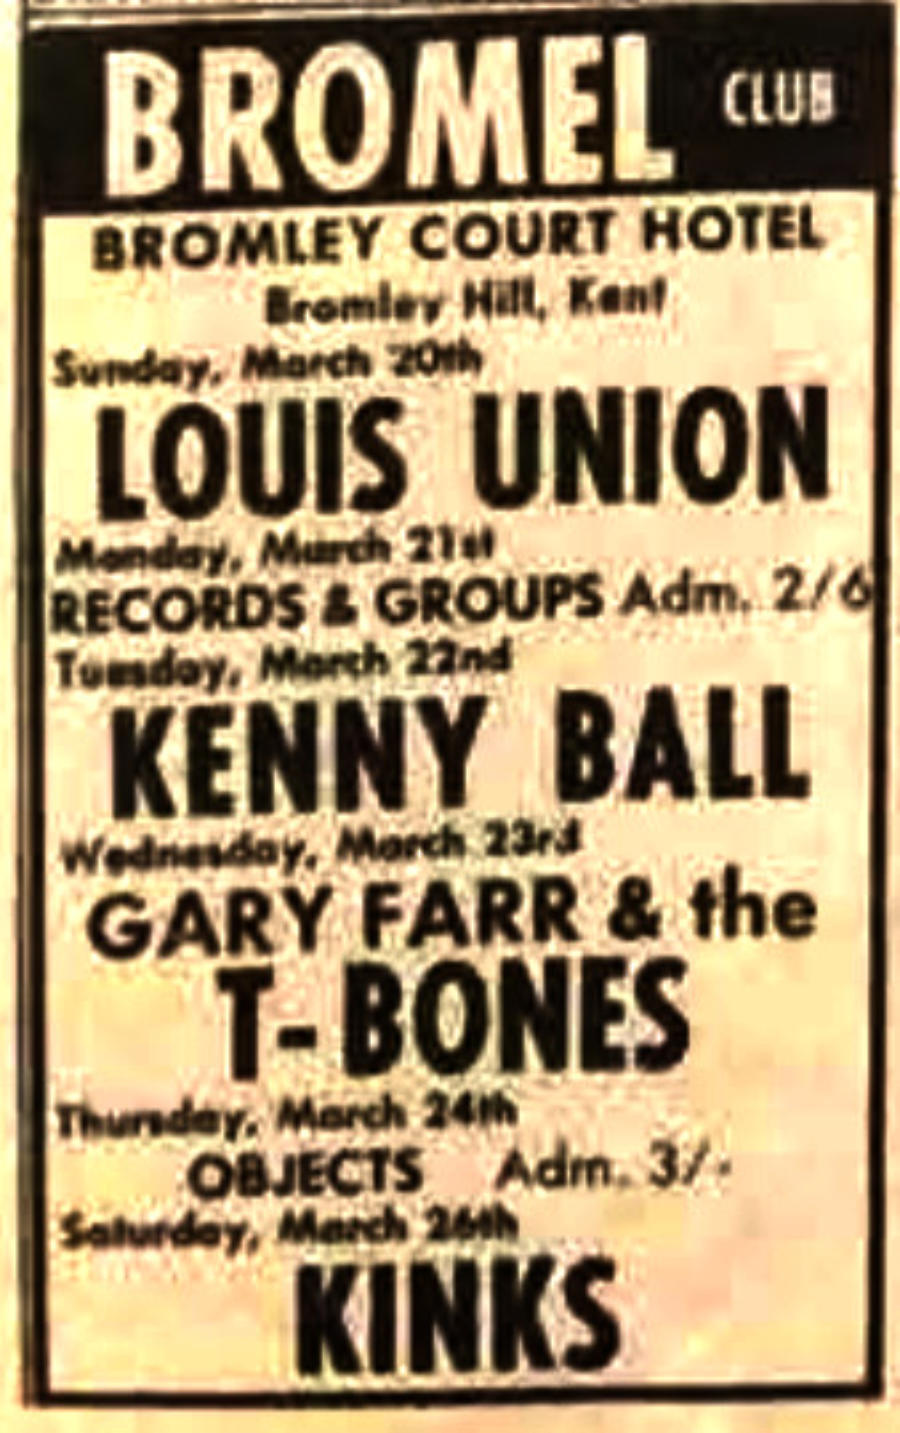 BROMEL CLUB
BROMLEY COURT HOTEL
Bromley Hill, Kent
Sunday, March 20th
LOUIS UNION
Monday, March 21st
RECORDS & GROUPS Adm. 2/6
Tuesday, March 22nd
KENNY BALL
Wednesday, March 23rd
GARY FARR & the
T-BONES
Thursday, March 24th
OBJECTS Adm. 3/-
Saturday, March 26th
KINKS